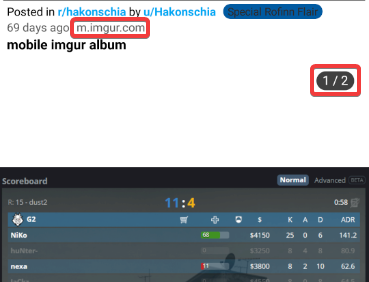 Posted in r/hakonschia by u/Hakonschia Special Roflno Flair
69 days ago m.imgur.com
mobile imgur album
1 / 2
Scoreboard Normal Advanced BETA
R: 15 - dust2 11:4 0:58
G2 $ K A D ADR
NiKo 68 $4150 25 0 6 141.2
huNter- $3250 8 4 8 80.9
nexa 11 $3800 8 2 10 62.6